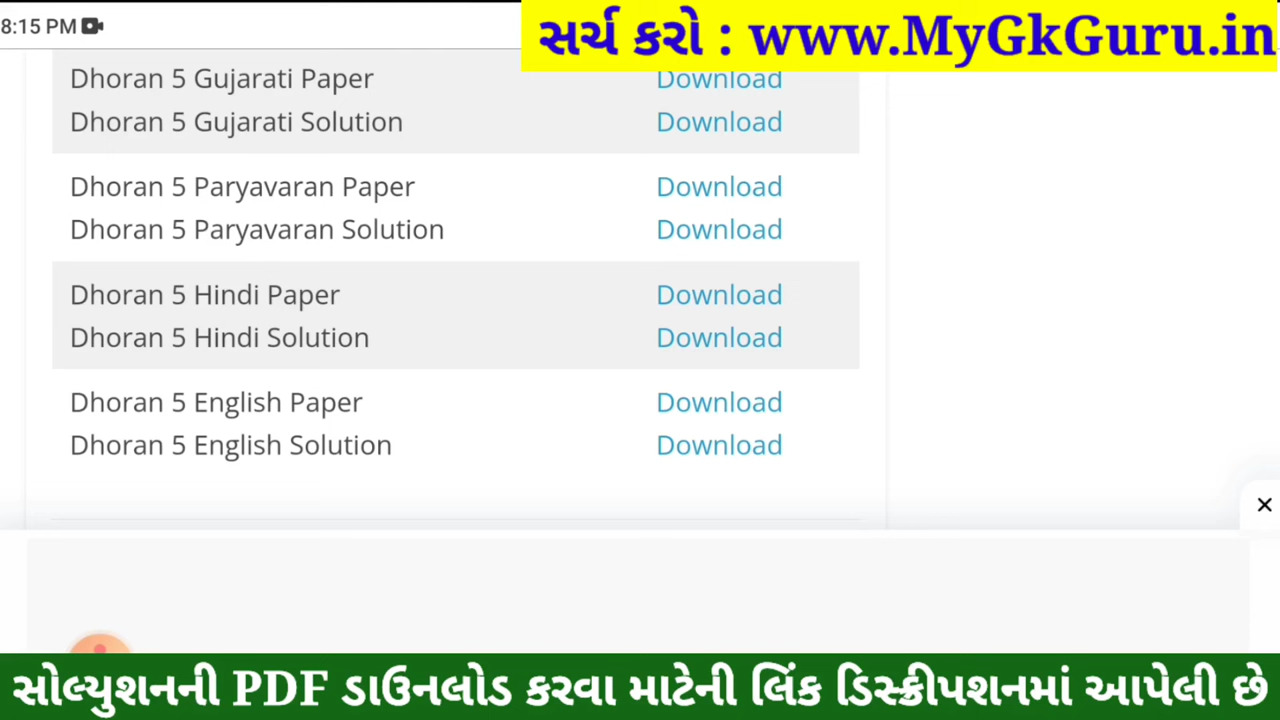 8:15 PM
સર્ચ કરો : www.MyGkGuru.in
Dhoran 5 Gujarati Paper Download
Dhoran 5 Gujarati Solution Download
Dhoran 5 Paryavaran Paper Download
Dhoran 5 Paryavaran Solution Download
Dhoran 5 Hindi Paper Download
Dhoran 5 Hindi Solution Download
Dhoran 5 English Paper Download
Dhoran 5 English Solution Download
સોલ્યુશનની PDF ડાઉનલોડ કરવા માટેની લિંક ડિસ્ક્રીપશનમાં આપેલી છે